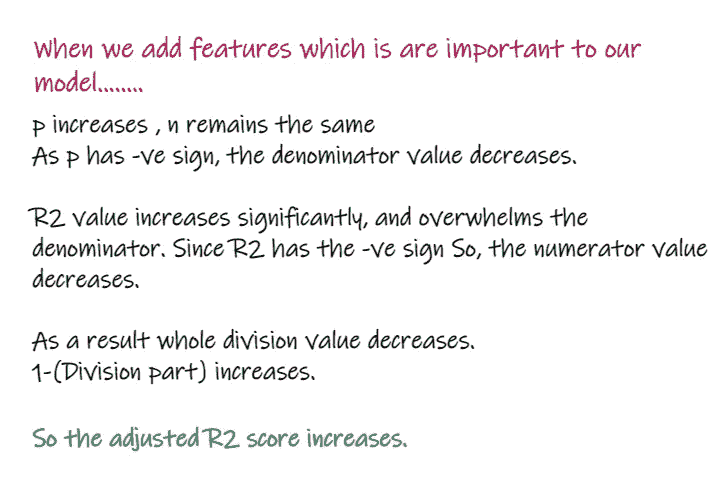 When we add features which is are important to our
model........
p increases , n remains the same
As p has -ve sign, the denominator value decreases.
R2 value increases significantly, and overwhelms the
denominator. Since R2 has the -ve sign So, the numerator value
decreases.
As a result whole division value decreases.
1-(Division part) increases.
So the adjusted R2 score increases.